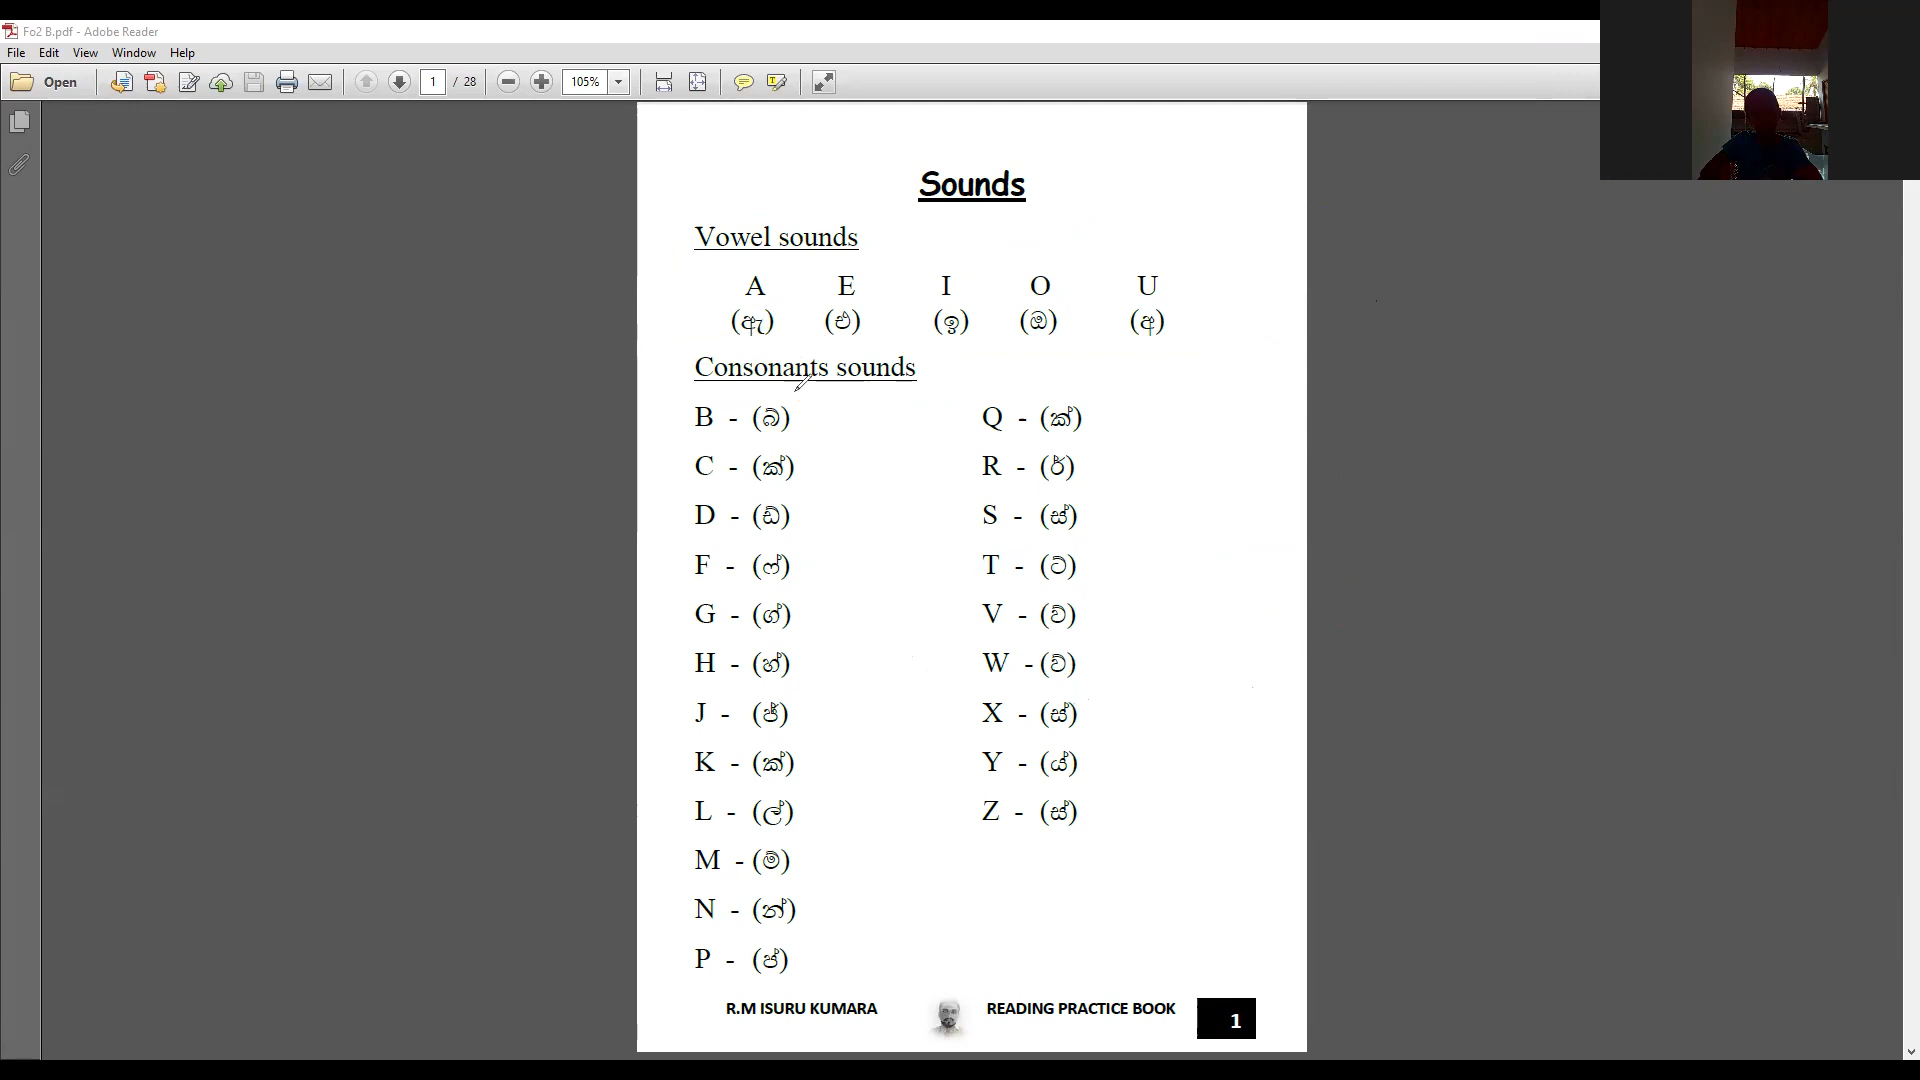 Fo2 B.pdf - Adobe Reader
File Edit View Window Help
Open 1 / 28 105%
Sounds
Vowel sounds
A E I O U
(ඇ) (එ) (ඉ) (ඔ) (අ)
Consonants sounds
B - (බ්)
C - (ක්)
D - (ඩ්)
F - (ෆ්)
G - (ග්)
H - (හ්)
J - (ජ්)
K - (ක්)
L - (ල්)
M - (ම්)
N - (න්)
P - (ප්)
Q - (ක්)
R - (ර්)
S - (ස්)
T - (ට්)
V - (ව්)
W - (ව්)
X - (ස්)
Y - (ය්)
Z - (ස්)
R.M ISURU KUMARA READING PRACTICE BOOK 1